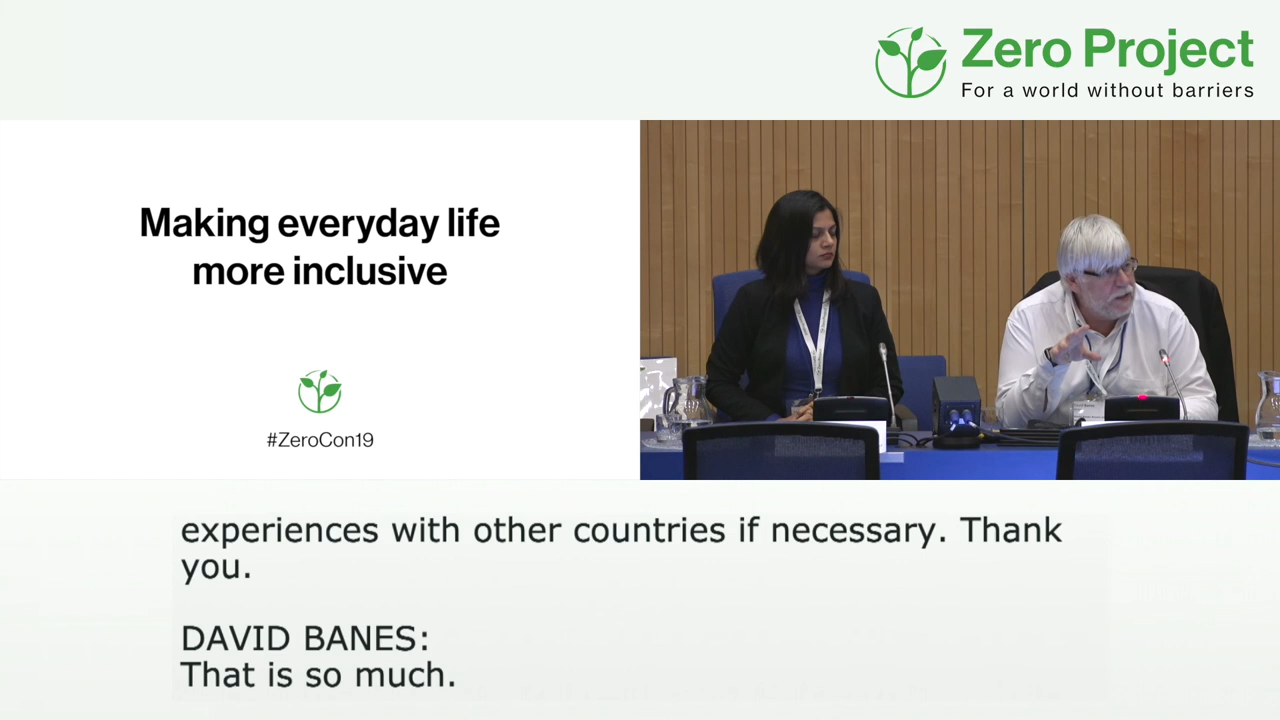 Zero Project
For a world without barriers
Making everyday life
more inclusive
#ZeroCon19
experiences with other countries if necessary. Thank
you.
DAVID BANES:
That is so much.